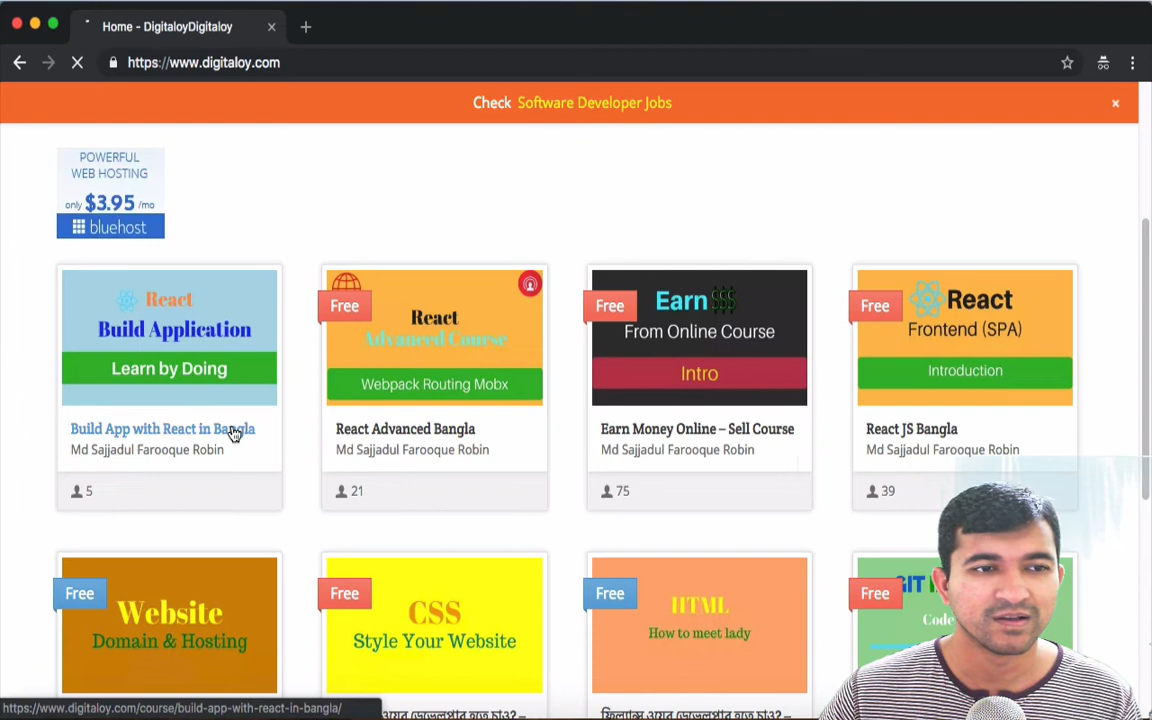 Home - DigitaloyDigitaloy
https://www.digitaloy.com
Check Software Developer Jobs
POWERFUL
WEB HOSTING
only $3.95 /mo
bluehost
React
Build Application
Learn by Doing
Build App with React in Bangla
Md Sajjadul Farooque Robin
5
Free
React
Advanced Course
Webpack Routing Mobx
React Advanced Bangla
Md Sajjadul Farooque Robin
21
Free
Earn $$$
From Online Course
Intro
Earn Money Online – Sell Course
Md Sajjadul Farooque Robin
75
Free
React
Frontend (SPA)
Introduction
React JS Bangla
Md Sajjadul Farooque Robin
39
Free
Website
Domain & Hosting
Free
CSS
Style Your Website
Free
HTML
How to meet lady
Free
GIT
Code
https://www.digitaloy.com/course/build-app-with-react-in-bangla/